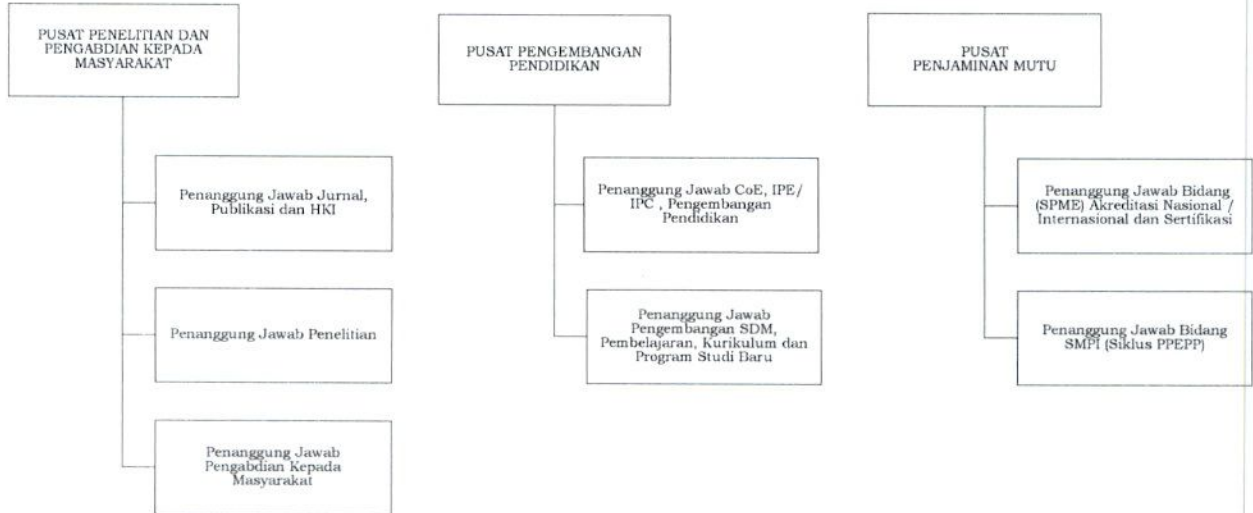 PUSAT PENELITIAN DAN
PENGABDIAN KEPADA
MASYARAKAT
Penanggung Jawab Jurnal,
Publikasi dan HKI
Penanggung Jawab Penelitian
Penanggung Jawab
Pengabdian Kepada
Masyarakat
PUSAT PENGEMBANGAN
PENDIDIKAN
Penanggung Jawab CoE, IPE/
IPC , Pengembangan
Pendidikan
Penanggung Jawab
Pengembangan SDM,
Pembelajaran, Kurikulum dan
Program Studi Baru
PUSAT
PENJAMINAN MUTU
Penanggung Jawab Bidang
(SPME) Akreditasi Nasional /
Internasional dan Sertifikasi
Penanggung Jawab Bidang
SMPI (Siklus PPEPP)